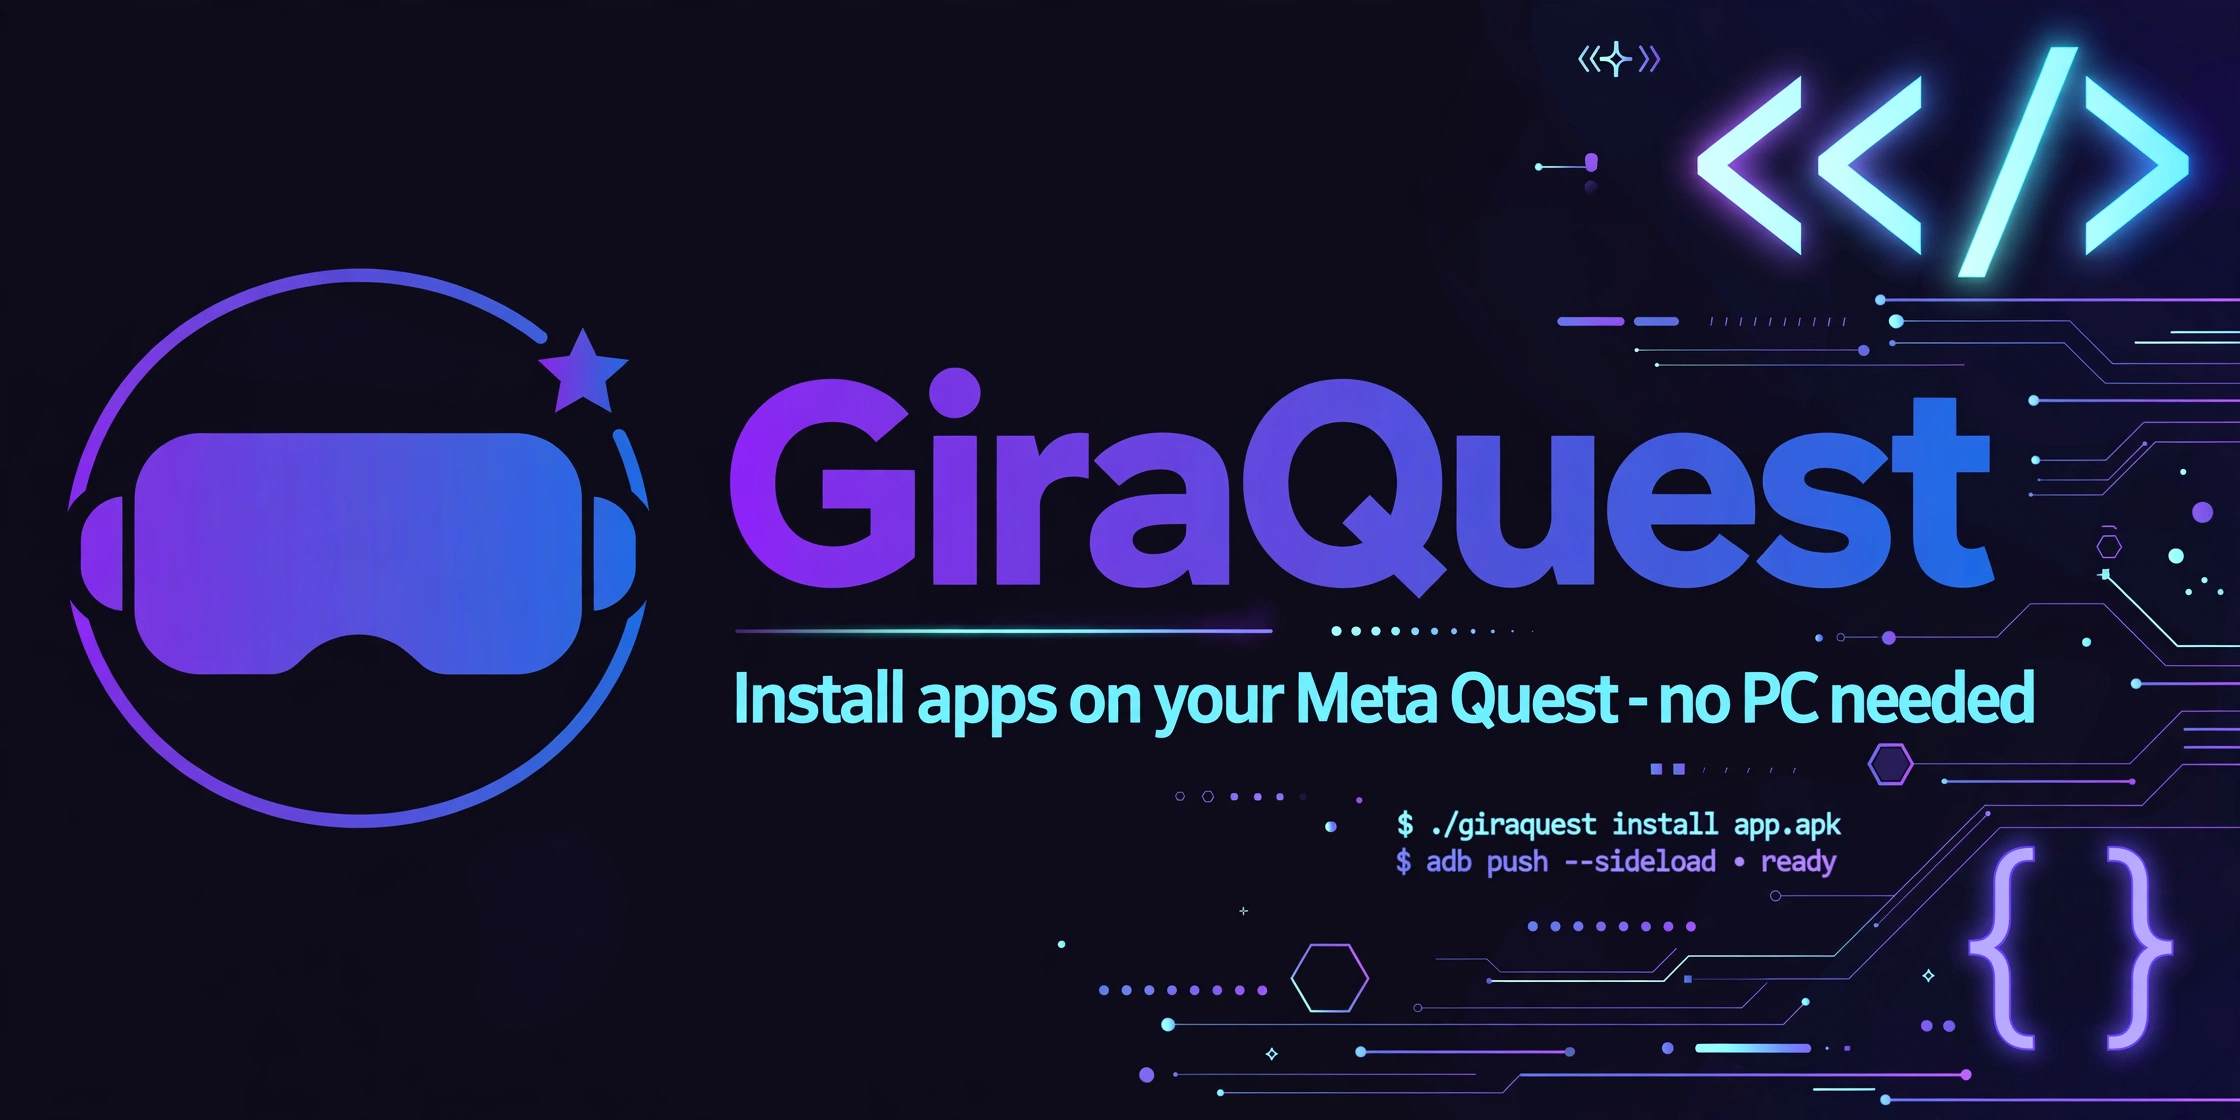 <</>
GiraQuest
Install apps on your Meta Quest - no PC needed
$ ./giraquest install app.apk
$ adb push --sideload • ready
{ }